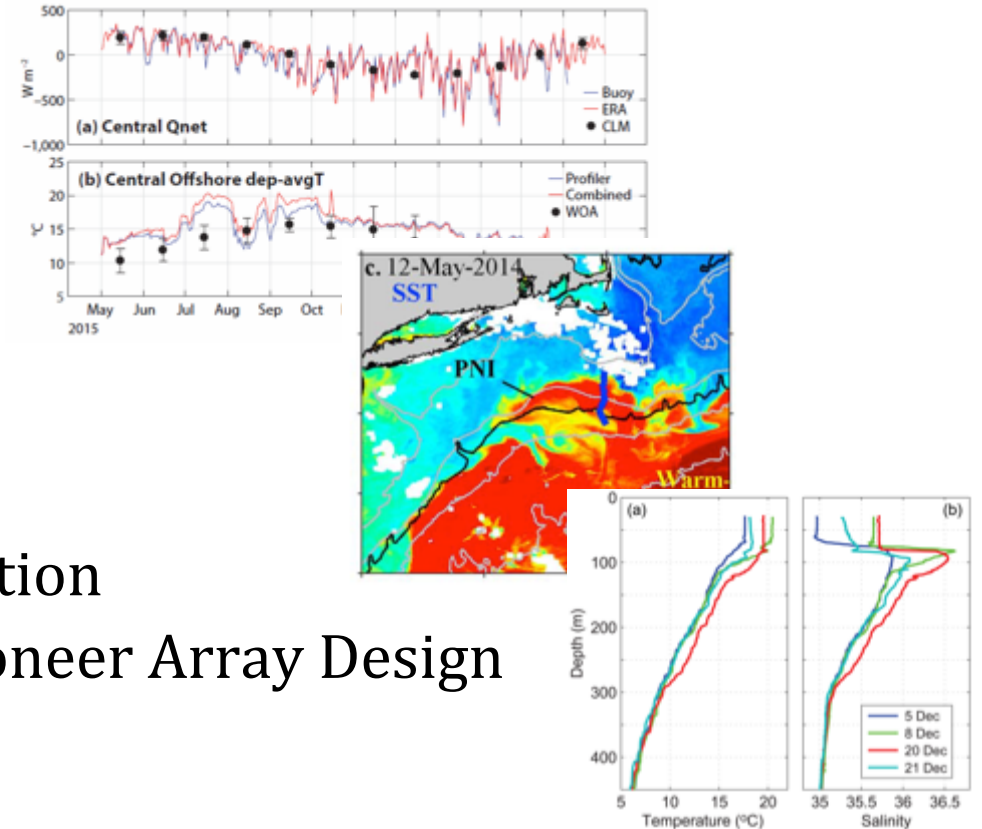 500
0
−500
−1,000
W m⁻²
Buoy
ERA
CLM
(a) Central Qnet
25
20
15
10
5
°C
(b) Central Offshore dep-avgT
Profiler
Combined
WOA
May Jun Jul Aug Sep Oct
2015
c. 12-May-2014
SST
PNI
Warm-
tion
oneer Array Design
0
100
200
300
400
Depth (m)
(a)
5 10 15 20
Temperature (ºC)
(b)
5 Dec
8 Dec
20 Dec
21 Dec
35 35.5 36 36.5
Salinity